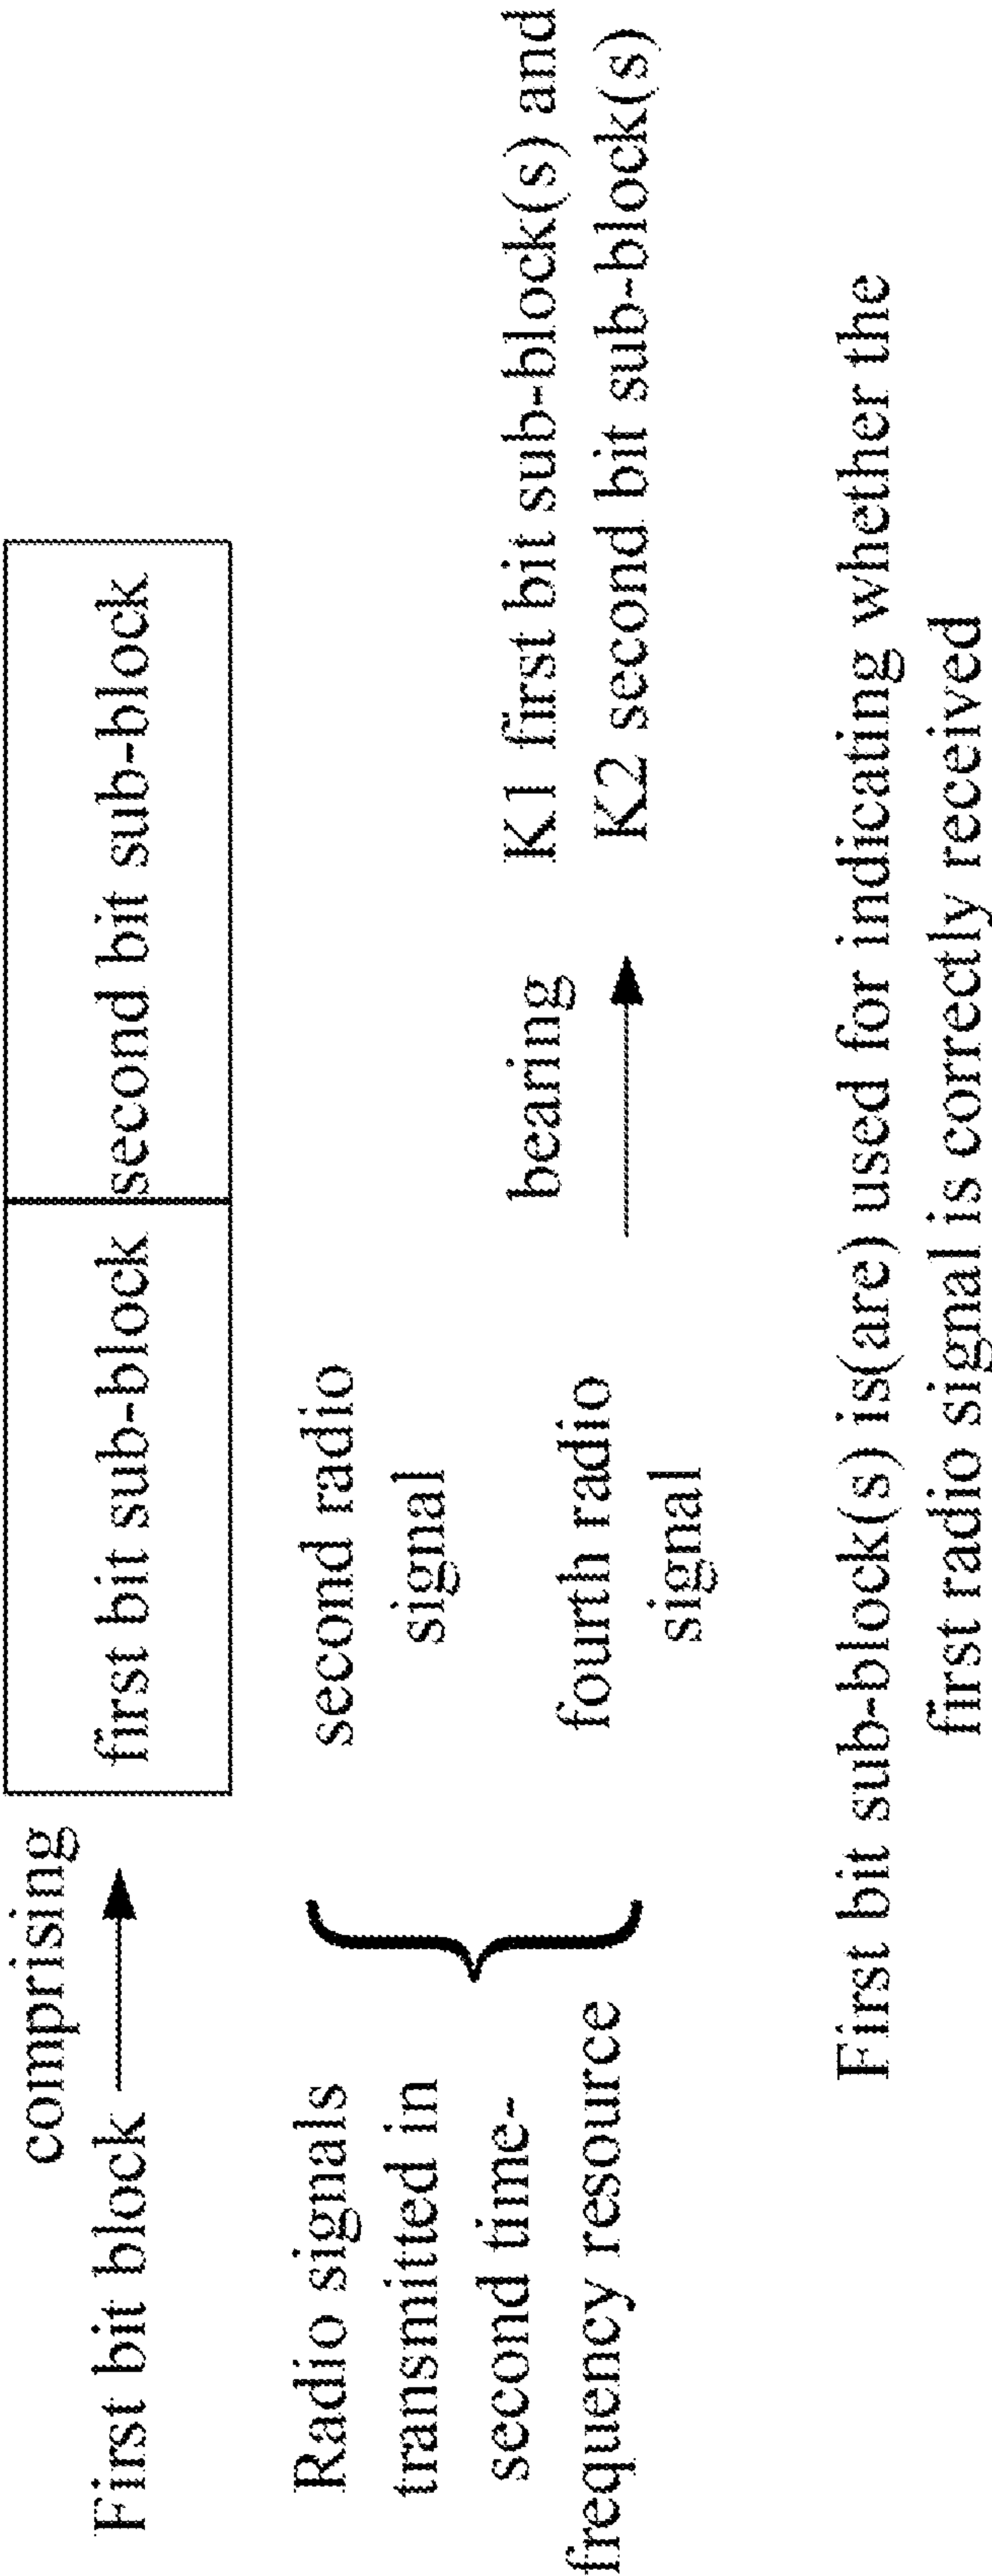 comprising
First bit block
first bit sub-block
second bit sub-block
Radio signals
transmitted in
second time-
frequency resource
second radio
signal
fourth radio
signal
bearing
K1 first bit sub-block(s) and
K2 second bit sub-block(s)
First bit sub-block(s) is(are) used for indicating whether the
first radio signal is correctly received